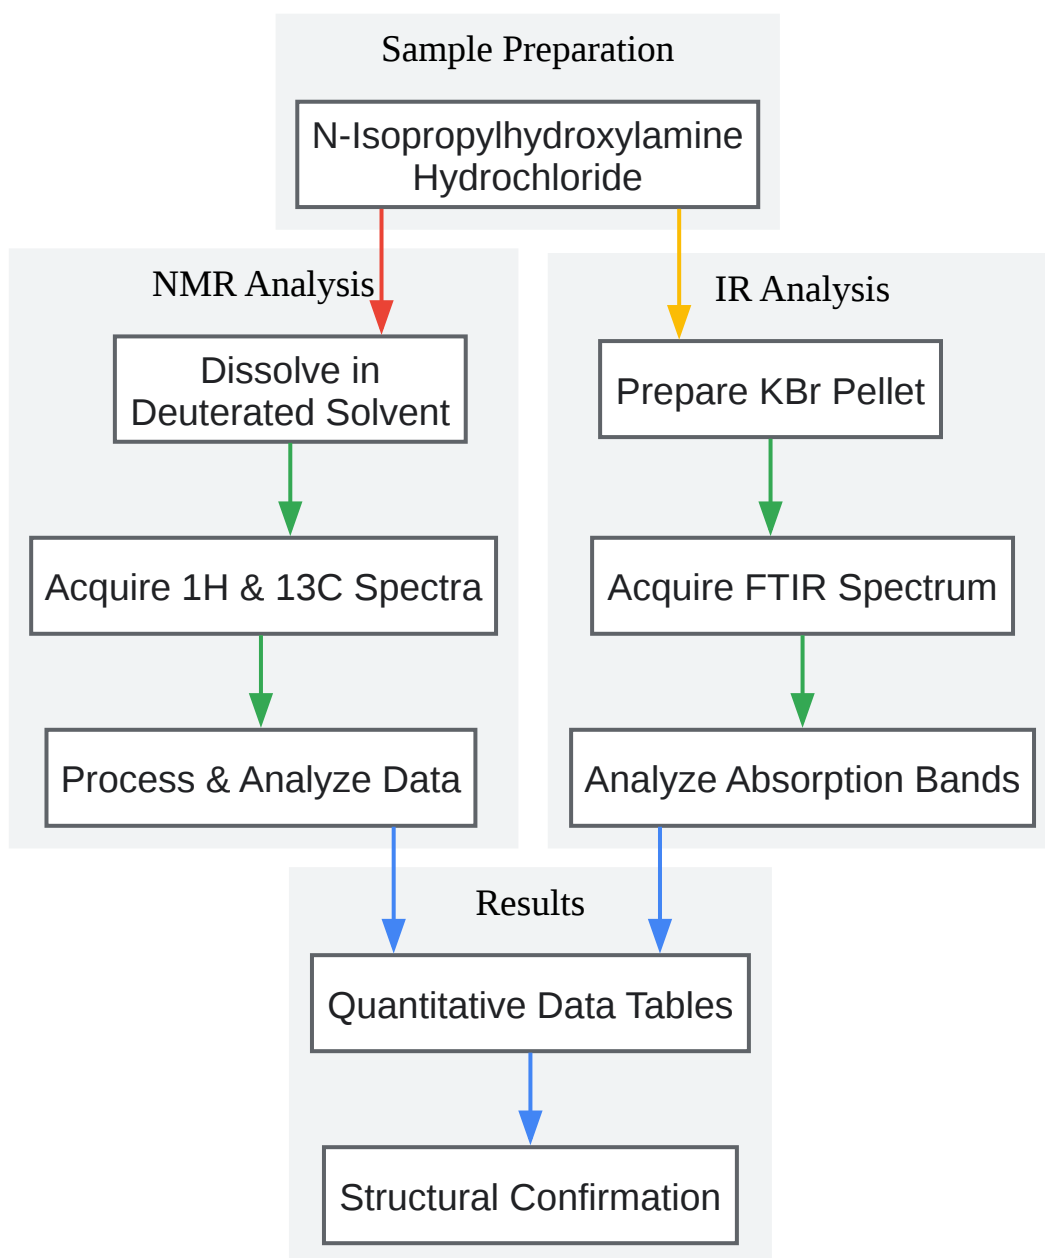 Sample Preparation
N-Isopropylhydroxylamine
Hydrochloride
NMR Analysis
Dissolve in
Deuterated Solvent
Acquire 1H & 13C Spectra
Process & Analyze Data
IR Analysis
Prepare KBr Pellet
Acquire FTIR Spectrum
Analyze Absorption Bands
Results
Quantitative Data Tables
Structural Confirmation